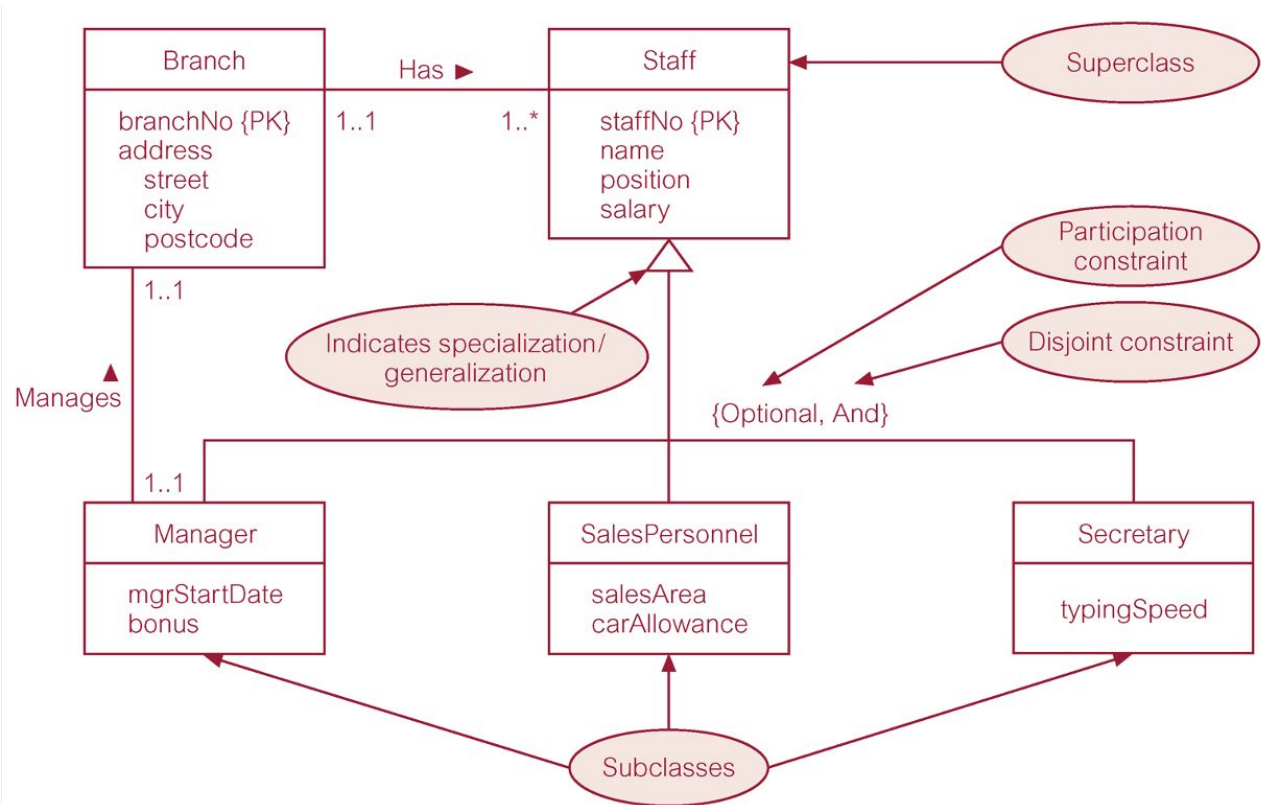 Branch
Has ►
Staff
Superclass
branchNo {PK}
address
street
city
postcode
1..1
1..*
staffNo {PK}
name
position
salary
Participation
constraint
1..1
Indicates specialization/
generalization
Disjoint constraint
▲
Manages
{Optional, And}
1..1
Manager
mgrStartDate
bonus
SalesPersonnel
salesArea
carAllowance
Secretary
typingSpeed
Subclasses